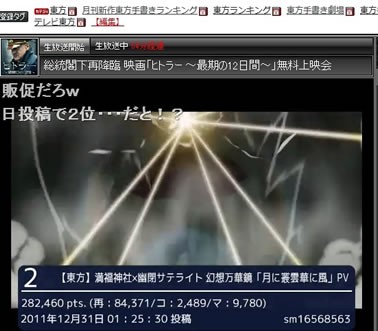 登録タグ 東方 月刊新作東方手書きランキング 東方ランキング 東方手書き劇場 東
テレビ東方 【編集】
生放送開始 生放送中
総統閣下再降臨 映画「ヒトラー ～最期の12日間～」無料上映会
販促だろw
日投稿で2位・・・だと！？
2 【東方】満福神社×幽閉サテライト 幻想万華鏡「月に叢雲華に風」PV
282,460 pts. (再：84,371/コ：2,489/マ：9,780)
2011年12月31日 01：25：30 投稿 sm16568563